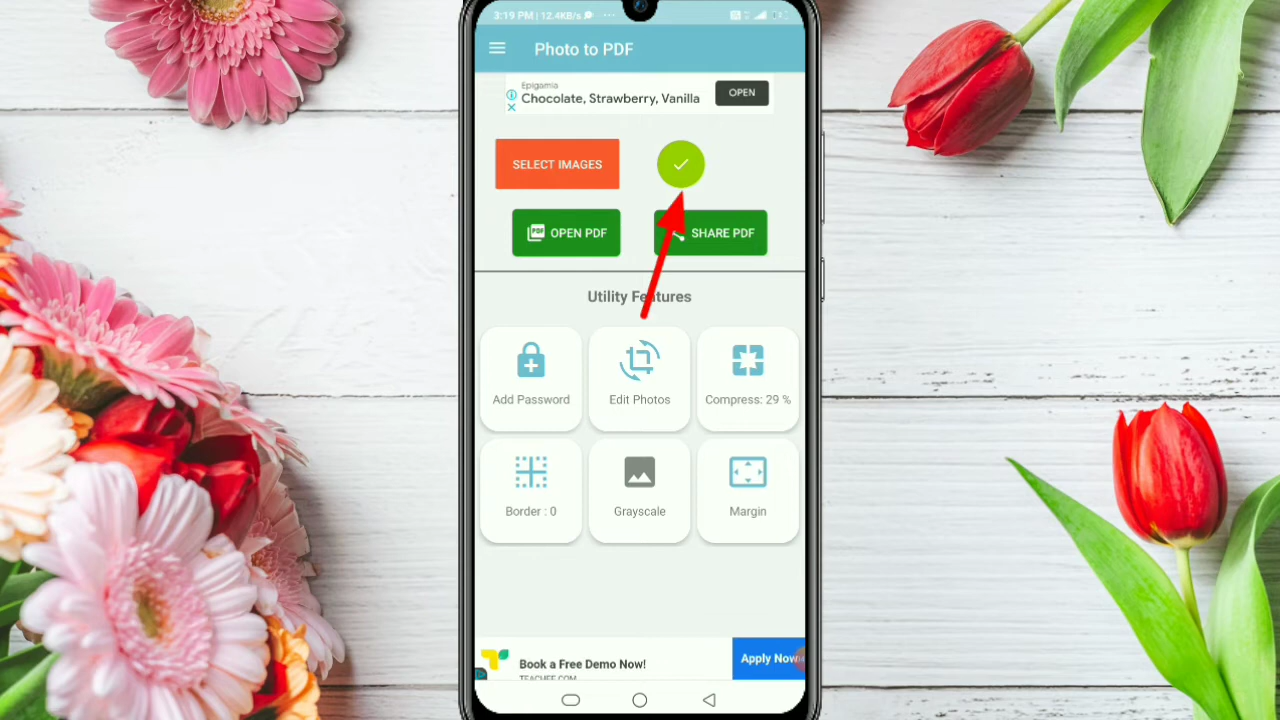 3:19 PM | 12.4KB/s
Photo to PDF
Epigamia
Chocolate, Strawberry, Vanilla
OPEN
SELECT IMAGES
PDF
OPEN PDF
SHARE PDF
Utility Features
Add Password
Edit Photos
Compress: 29 %
Border : 0
Grayscale
Margin
Book a Free Demo Now!
Apply Now